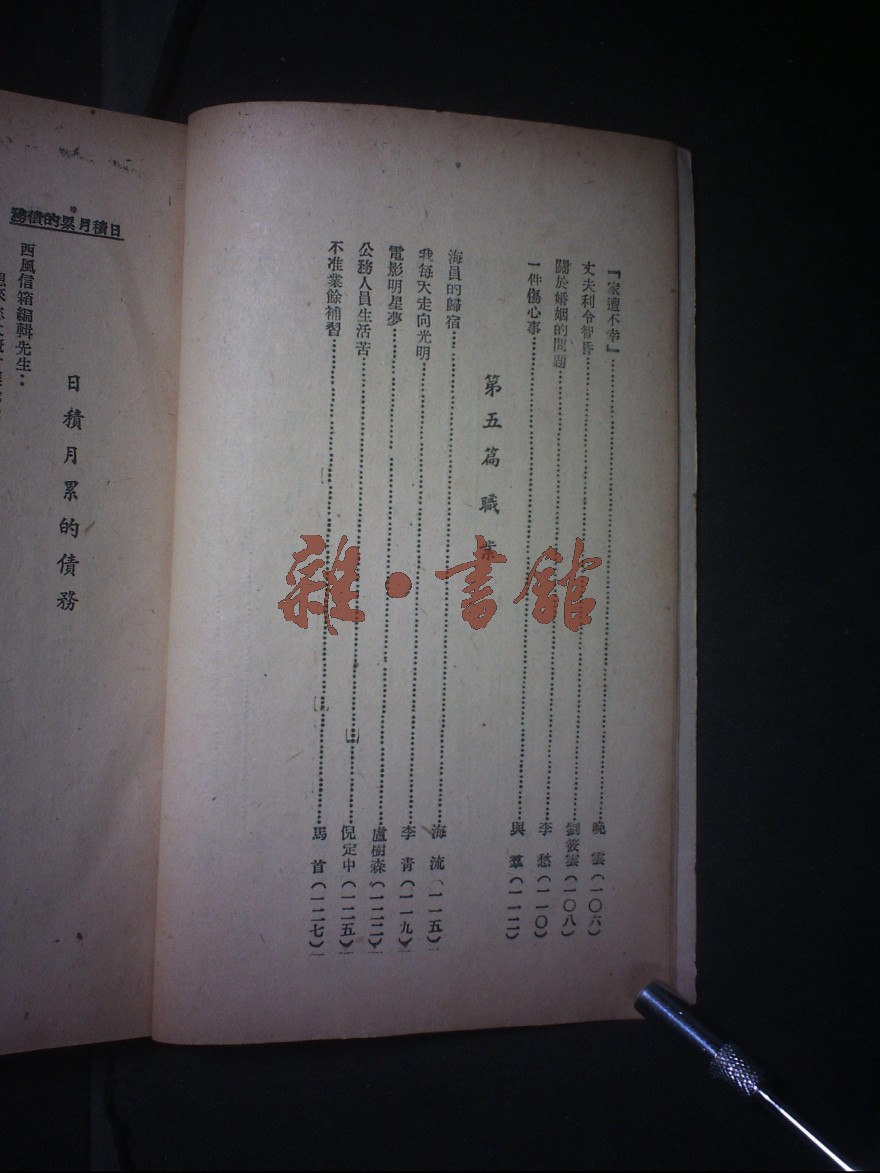 『家遭不幸』……晚　雲(一〇六)
丈夫利令智昏……劉筱雲(一〇八)
關於婚姻的問題……李　愁(一一〇)
一件傷心事……與　羣(一一二)
第五篇　職業
海員的歸宿……海　流(一一五)
我每天走向光明……李　青(一一九)
電影明星夢……盧樹森(一二二)
公務人員生活苦……倪定中(一二五)
不准業餘補習……馬　首(一二七)
日積月累的債務
日積月累的債務
西風信箱編輯先生：
雜·書館